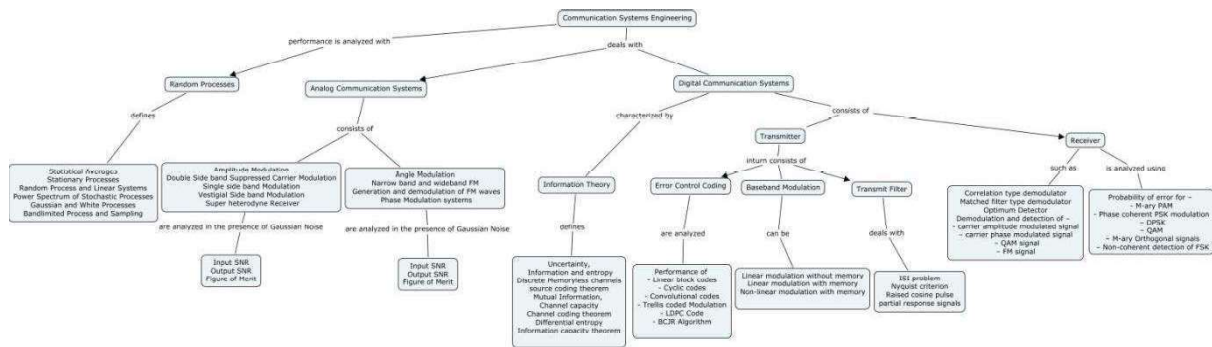 Communication Systems Engineering
performance is analyzed with
deals with
Random Processes
Analog Communication Systems
Digital Communication Systems
defines
consists of
characterized by
consists of
Transmitter
Receiver
inturn consists of
such as
is analyzed using
Statistical Averages
Stationary Processes
Random Process and Linear Systems
Power Spectrum of Stochastic Processes
Gaussian and White Processes
Bandlimited Process and Sampling
Amplitude Modulation
Double Side band Suppressed Carrier Modulation
Single side band Modulation
Vestigial Side band Modulation
Super heterodyne Receiver
Angle Modulation
Narrow band and wideband FM
Generation and demodulation of FM waves
Phase Modulation systems
Information Theory
Error Control Coding
Baseband Modulation
Transmit Filter
Correlation type demodulator
Matched filter type demodulator
Optimum Detector
Demodulation and detection of –
- carrier amplitude modulated signal
- carrier phase modulated signal
- QAM signal
- FM signal
Probability of error for –
- M-ary PAM
- Phase coherent PSK modulation
- DPSK
- QAM
- M-ary Orthogonal signals
- Non-coherent detection of FSK
are analyzed in the presence of Gaussian Noise
are analyzed in the presence of Gaussian Noise
defines
are analyzed
can be
deals with
Input SNR
Output SNR
Figure of Merit
Input SNR
Output SNR
Figure of Merit
Uncertainty,
Information and entropy
Discrete Memoryless channels
source coding theorem
Mutual Information,
Channel capacity
Channel coding theorem
Differential entropy
Information capacity theorem
Performance of
- Linear block codes
- Cyclic codes
- Convolutional codes
- Trellis coded Modulation
- LDPC Code
- BCJR Algorithm
Linear modulation without memory
Linear modulation with memory
Non-linear modulation with memory
ISI problem
Nyquist criterion
Raised cosine pulse
partial response signals